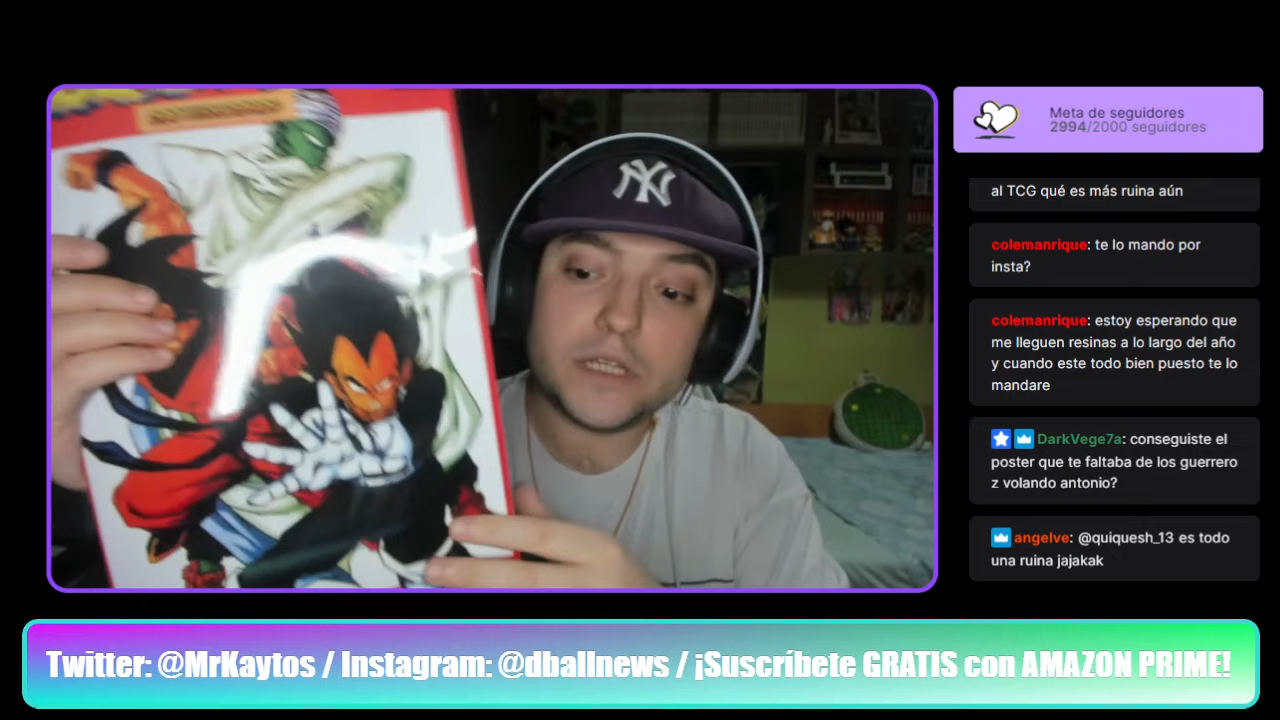 NY
Meta de seguidores
2994/2000 seguidores
al TCG qué es más ruina aún
colemanrique: te lo mando por
insta?
colemanrique: estoy esperando que
me lleguen resinas a lo largo del año
y cuando este todo bien puesto te lo
mandare
DarkVege7a: conseguiste el
poster que te faltaba de los guerrero
z volando antonio?
angelve: @quiquesh_13 es todo
una ruina jajakak
Twitter: @MrKaytos / Instagram: @dballnews / ¡Suscríbete GRATIS con AMAZON PRIME!